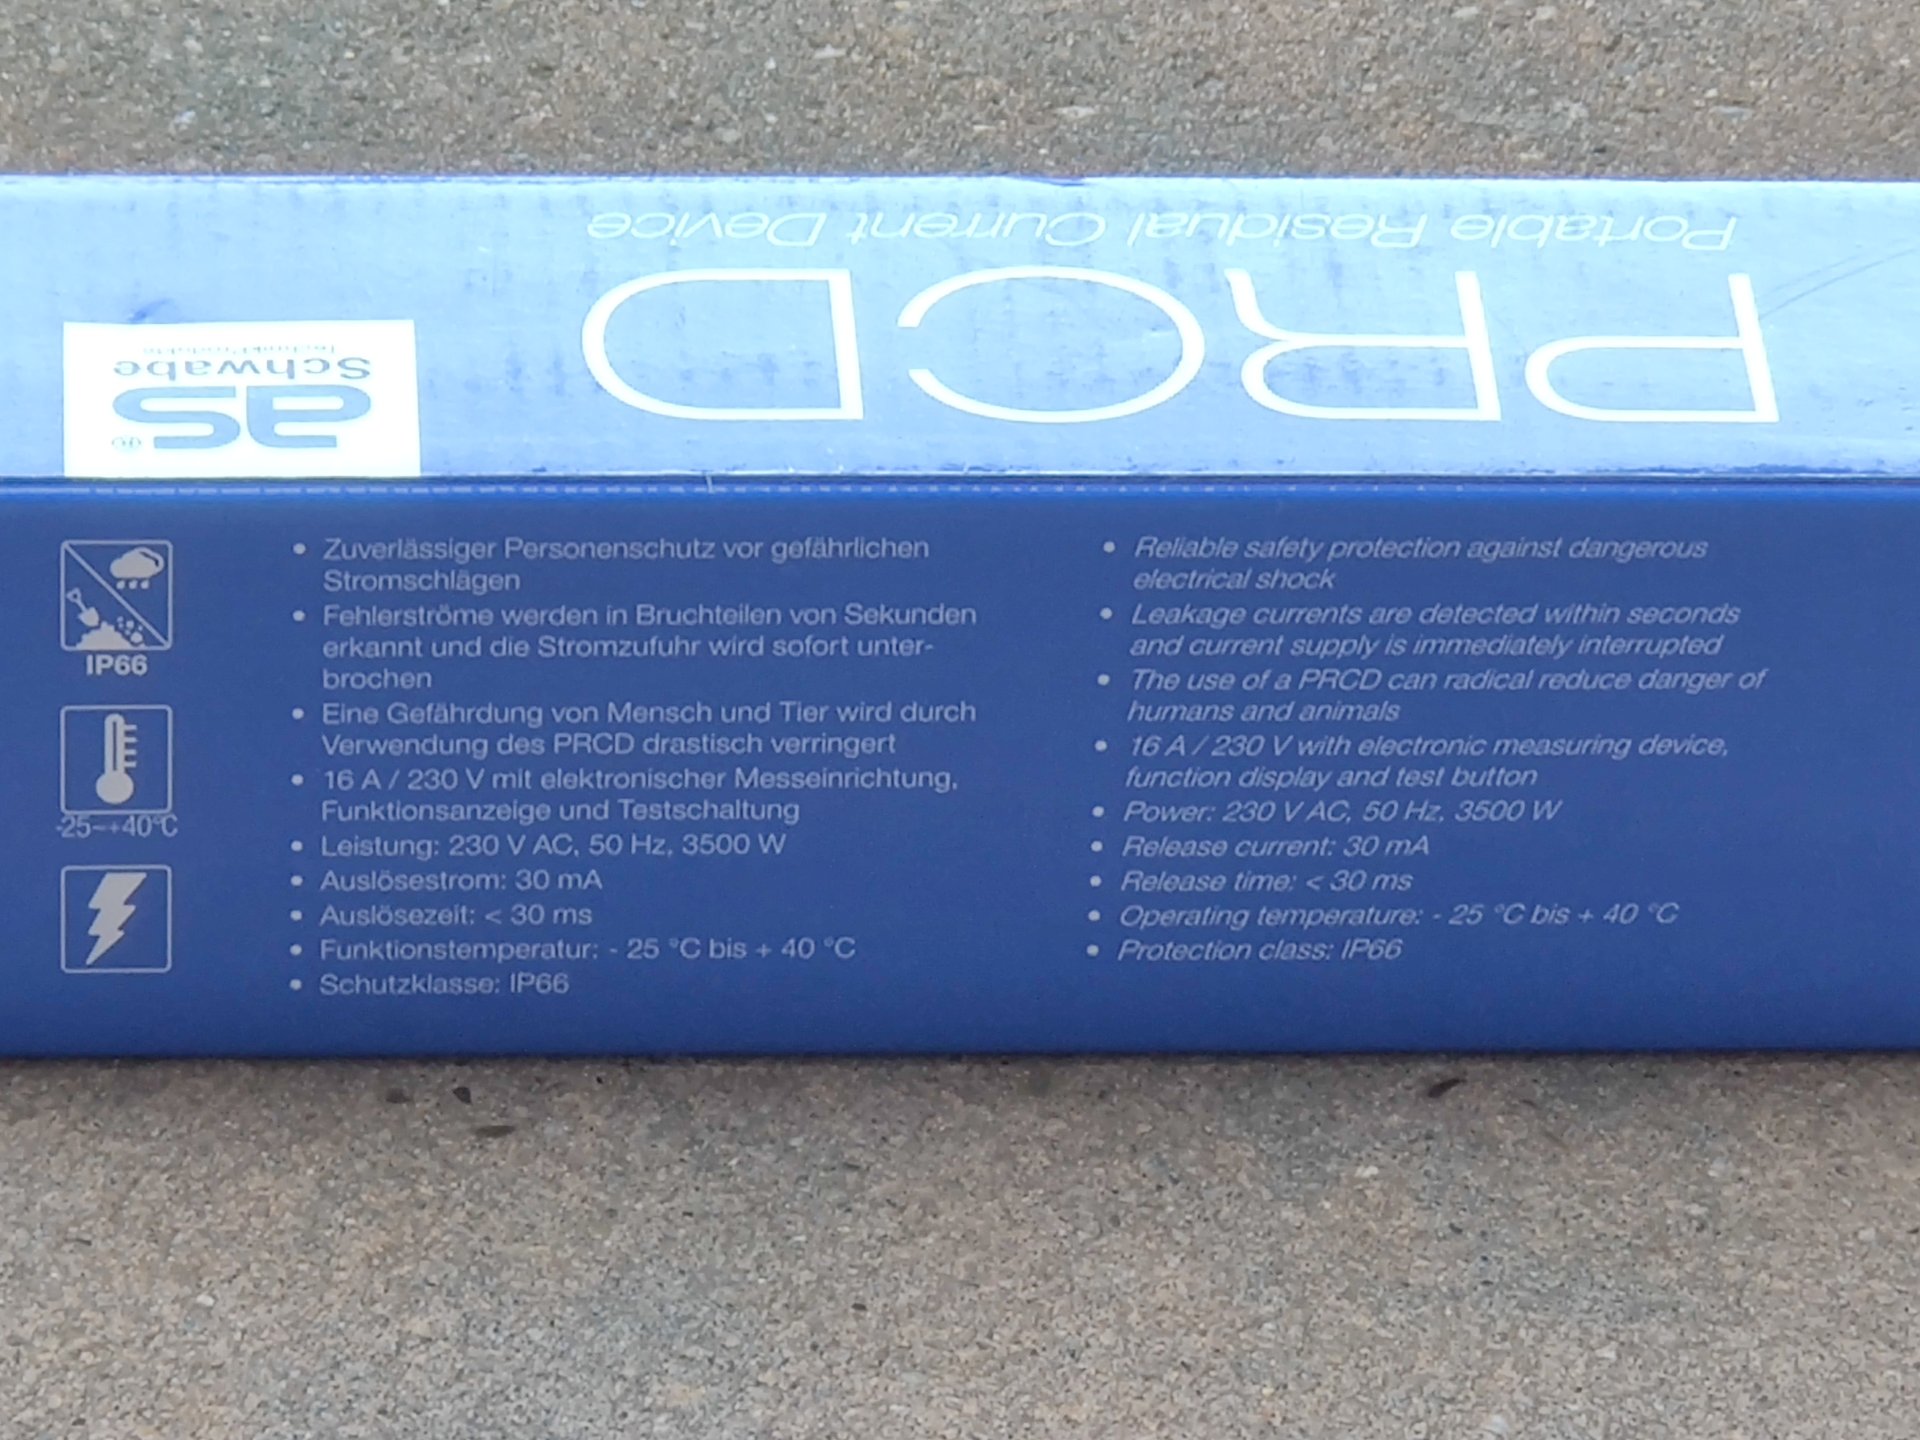 Portable Residual Current Device
PRCD
as®
Schwabe
TechnikProdukte
IP66
-25~+40°C
• Zuverlässiger Personenschutz vor gefährlichen
Stromschlägen
• Fehlerströme werden in Bruchteilen von Sekunden
erkannt und die Stromzufuhr wird sofort unter-
brochen
• Eine Gefährdung von Mensch und Tier wird durch
Verwendung des PRCD drastisch verringert
• 16 A / 230 V mit elektronischer Messeinrichtung,
Funktionsanzeige und Testschaltung
• Leistung: 230 V AC, 50 Hz, 3500 W
• Auslösestrom: 30 mA
• Auslösezeit: < 30 ms
• Funktionstemperatur: - 25 °C bis + 40 °C
• Schutzklasse: IP66
• Reliable safety protection against dangerous
electrical shock
• Leakage currents are detected within seconds
and current supply is immediately interrupted
• The use of a PRCD can radical reduce danger of
humans and animals
• 16 A / 230 V with electronic measuring device,
function display and test button
• Power: 230 V AC, 50 Hz, 3500 W
• Release current: 30 mA
• Release time: < 30 ms
• Operating temperature: - 25 °C bis + 40 °C
• Protection class: IP66